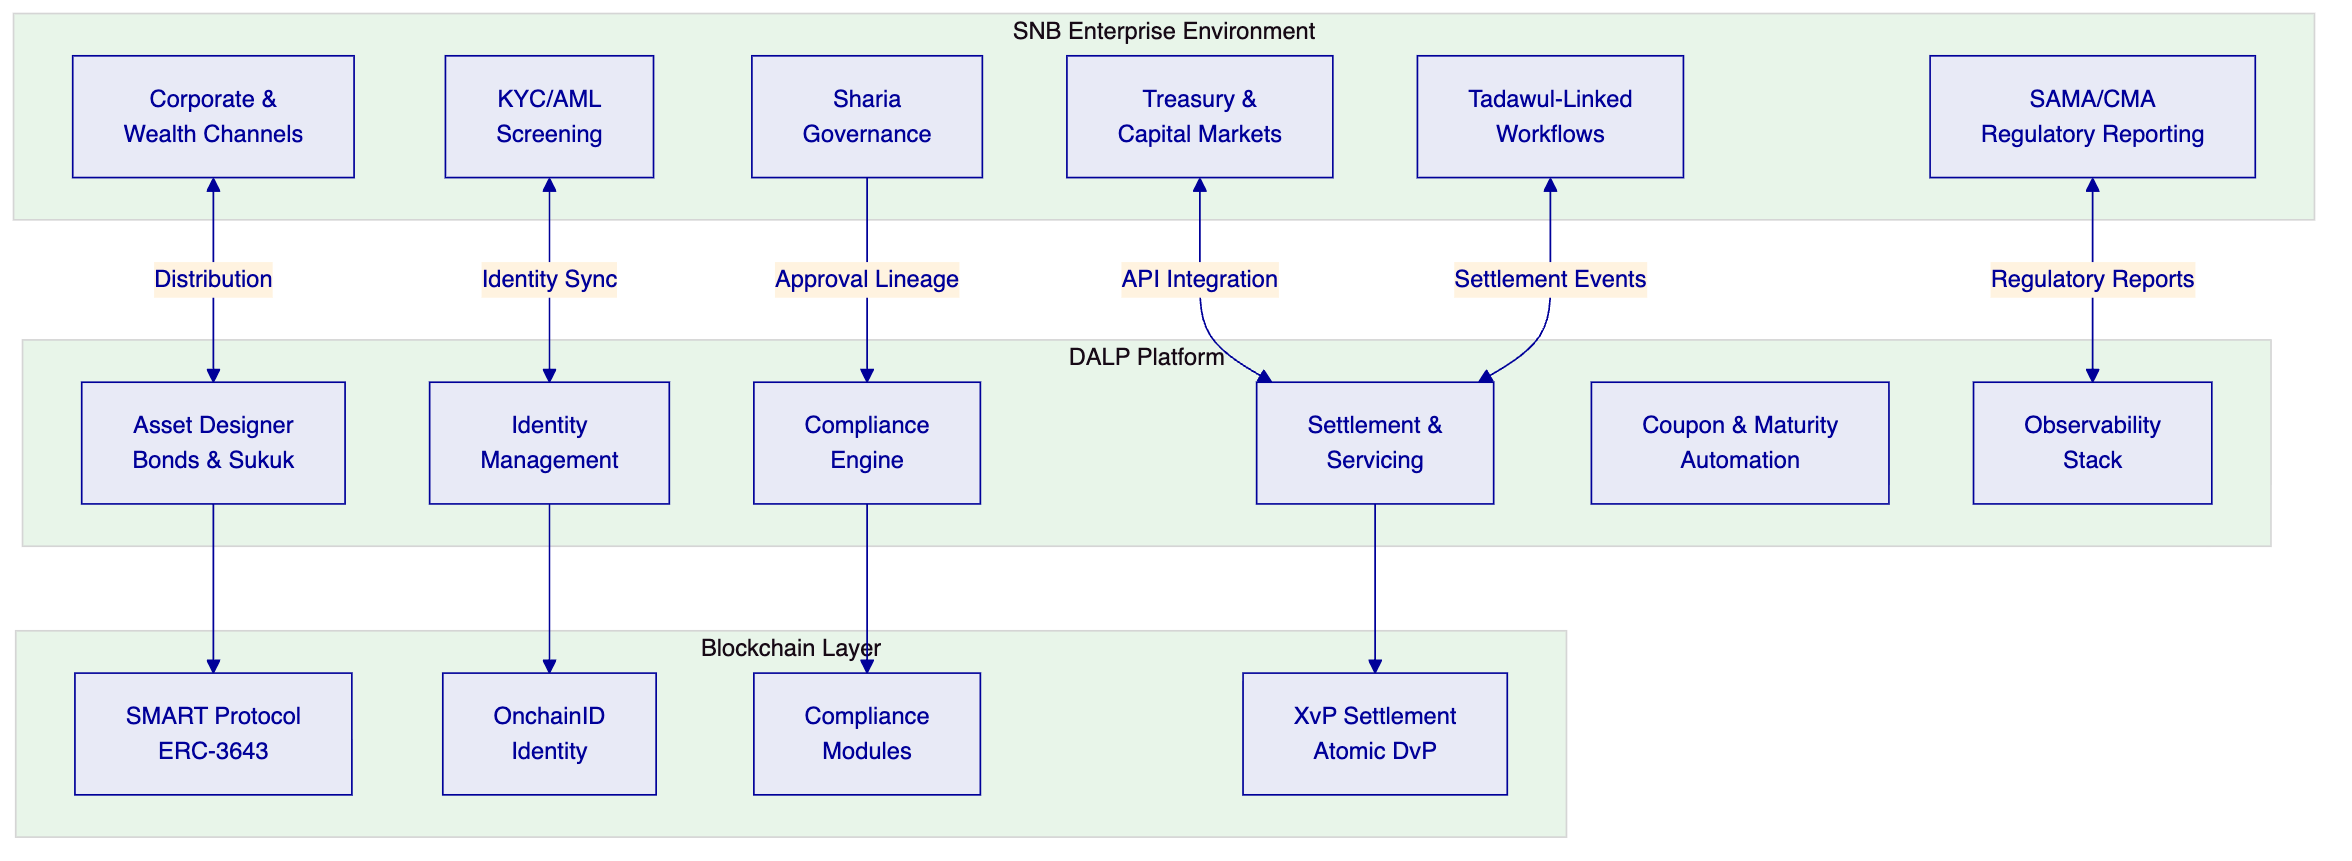 SNB Enterprise Environment
Corporate &
Wealth Channels
KYC/AML
Screening
Sharia
Governance
Treasury &
Capital Markets
Tadawul-Linked
Workflows
SAMA/CMA
Regulatory Reporting
Distribution
Identity Sync
Approval Lineage
API Integration
Settlement Events
Regulatory Reports
DALP Platform
Asset Designer
Bonds & Sukuk
Identity
Management
Compliance
Engine
Settlement &
Servicing
Coupon & Maturity
Automation
Observability
Stack
Blockchain Layer
SMART Protocol
ERC-3643
OnchainID
Identity
Compliance
Modules
XvP Settlement
Atomic DvP